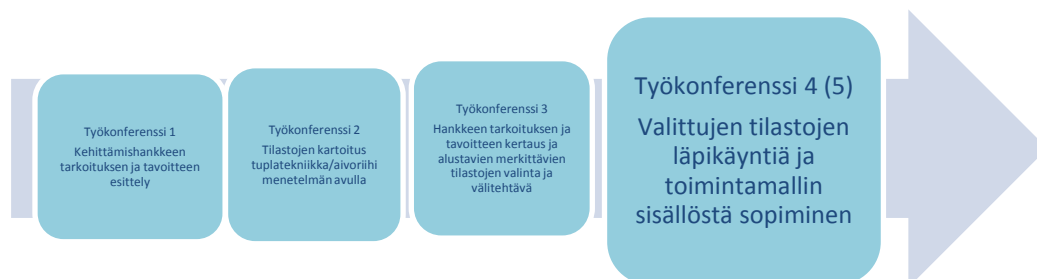 Työkonferenssi 1
Kehittämishankkeen
tarkoituksen ja tavoitteen
esittely
Työkonferenssi 2
Tilastojen kartoitus
tuplatekniikka/aivoriihi
menetelmän avulla
Työkonferenssi 3
Hankkeen tarkoituksen ja
tavoitteen kertaus ja
alustavien merkittävien
tilastojen valinta ja
välitehtävä
Työkonferenssi 4 (5)
Valittujen tilastojen
läpikäyntiä ja
toimintamallin
sisällöstä sopiminen